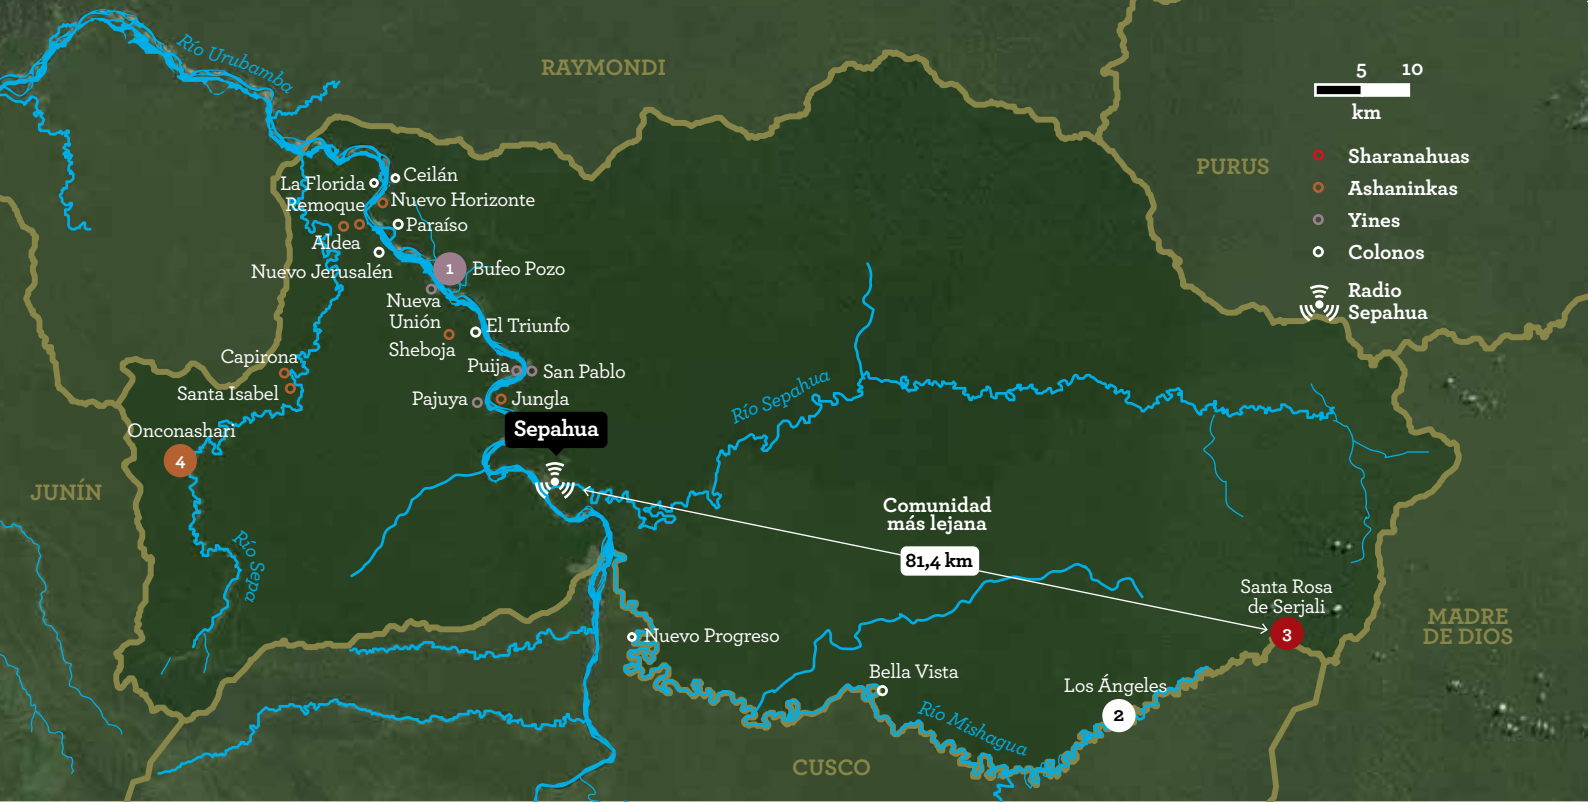 Río Urubamba
RAYMONDI
5 10
km
PURUS
Sharanahuas
Ashaninkas
Yines
Colonos
Radio
Sepahua
La Florida
Ceilán
Remoque
Nuevo Horizonte
Paraíso
Aldea
Nuevo Jerusalén
1
Bufeo Pozo
Nueva
Unión
El Triunfo
Sheboja
Capirona
Puija
San Pablo
Santa Isabel
Pajuya
Jungla
Río Sepahua
Onconashari
Sepahua
4
JUNÍN
Río Sepa
Comunidad
más lejana
81,4 km
Santa Rosa
de Serjali
3
MADRE
DE DIOS
Nuevo Progreso
Bella Vista
Los Ángeles
2
Río Mishagua
CUSCO